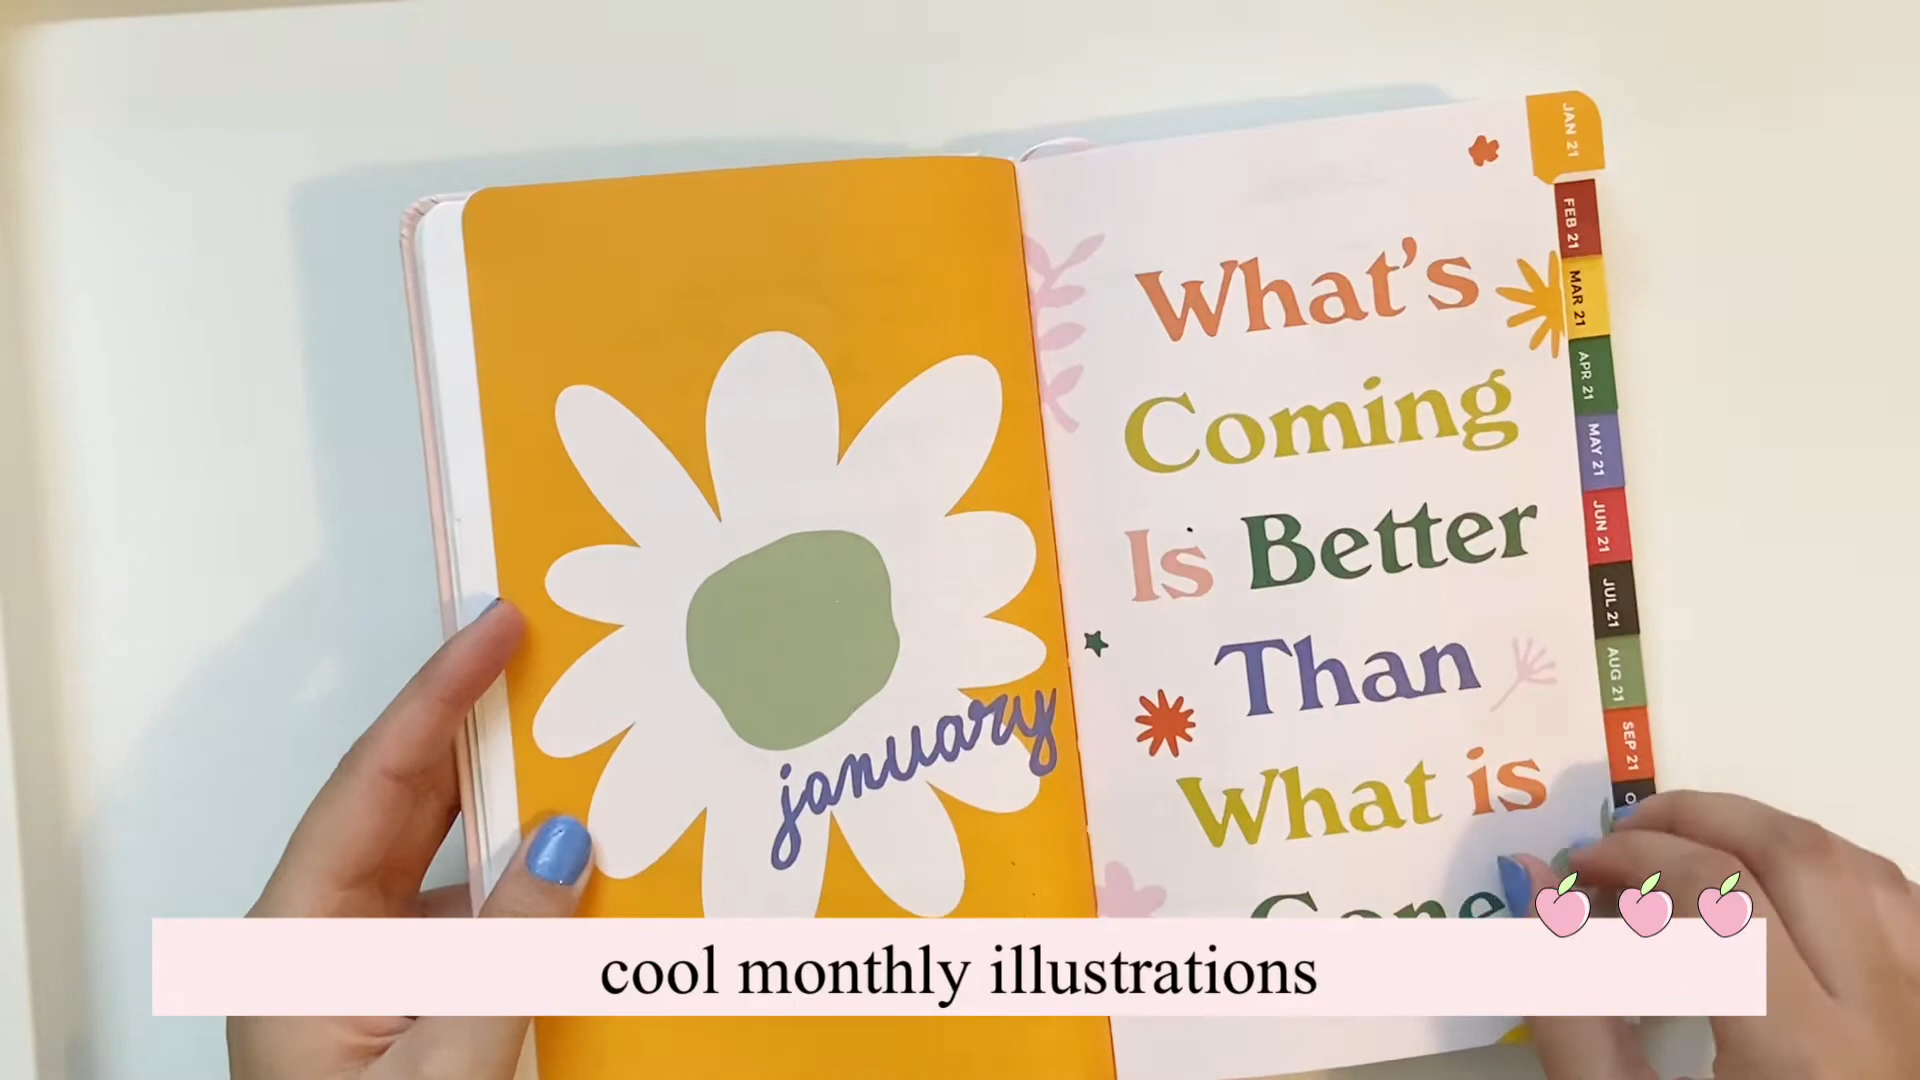 january
What's
Coming
Is Better
Than
What is
Gone
JAN 21
FEB 21
MAR 21
APR 21
MAY 21
JUN 21
JUL 21
AUG 21
SEP 21
O
cool monthly illustrations